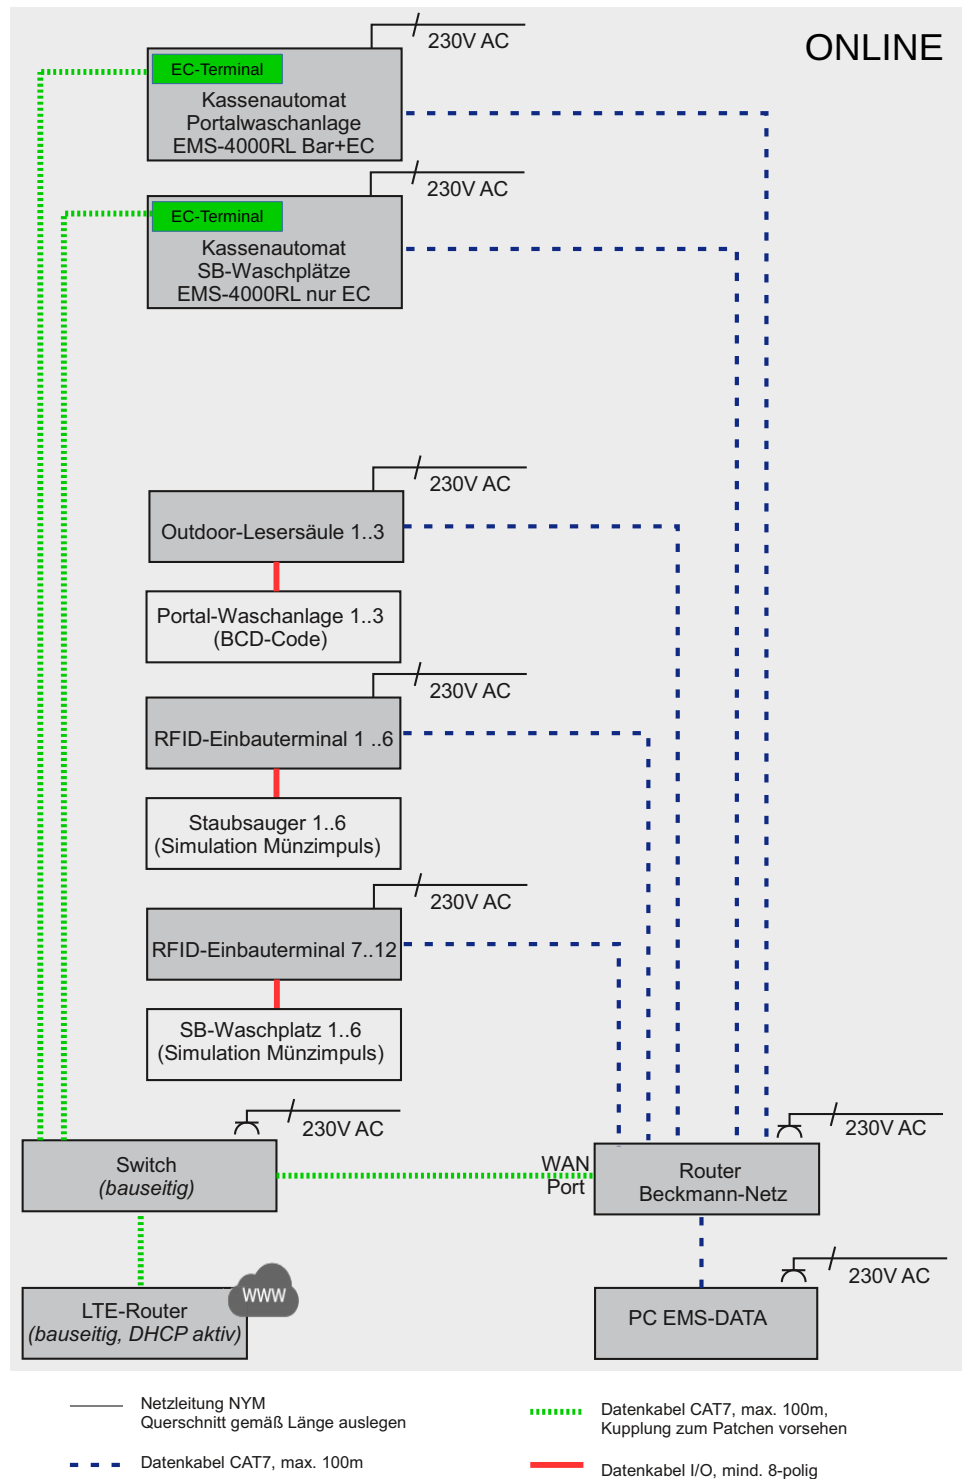 ONLINE
230V AC
EC-Terminal
Kassenautomat
Portalwaschanlage
EMS-4000RL Bar+EC
230V AC
EC-Terminal
Kassenautomat
SB-Waschplätze
EMS-4000RL nur EC
230V AC
Outdoor-Lesersäule 1..3
Portal-Waschanlage 1..3
(BCD-Code)
230V AC
RFID-Einbauterminal 1 ..6
Staubsauger 1..6
(Simulation Münzimpuls)
230V AC
RFID-Einbauterminal 7..12
SB-Waschplatz 1..6
(Simulation Münzimpuls)
230V AC
Switch
(bauseitig)
WAN
Port
230V AC
Router
Beckmann-Netz
LTE-Router
(bauseitig, DHCP aktiv)
WWW
230V AC
PC EMS-DATA
Netzleitung NYM
Querschnitt gemäß Länge auslegen
Datenkabel CAT7, max. 100m,
Kupplung zum Patchen vorsehen
Datenkabel CAT7, max. 100m
Datenkabel I/O, mind. 8-polig